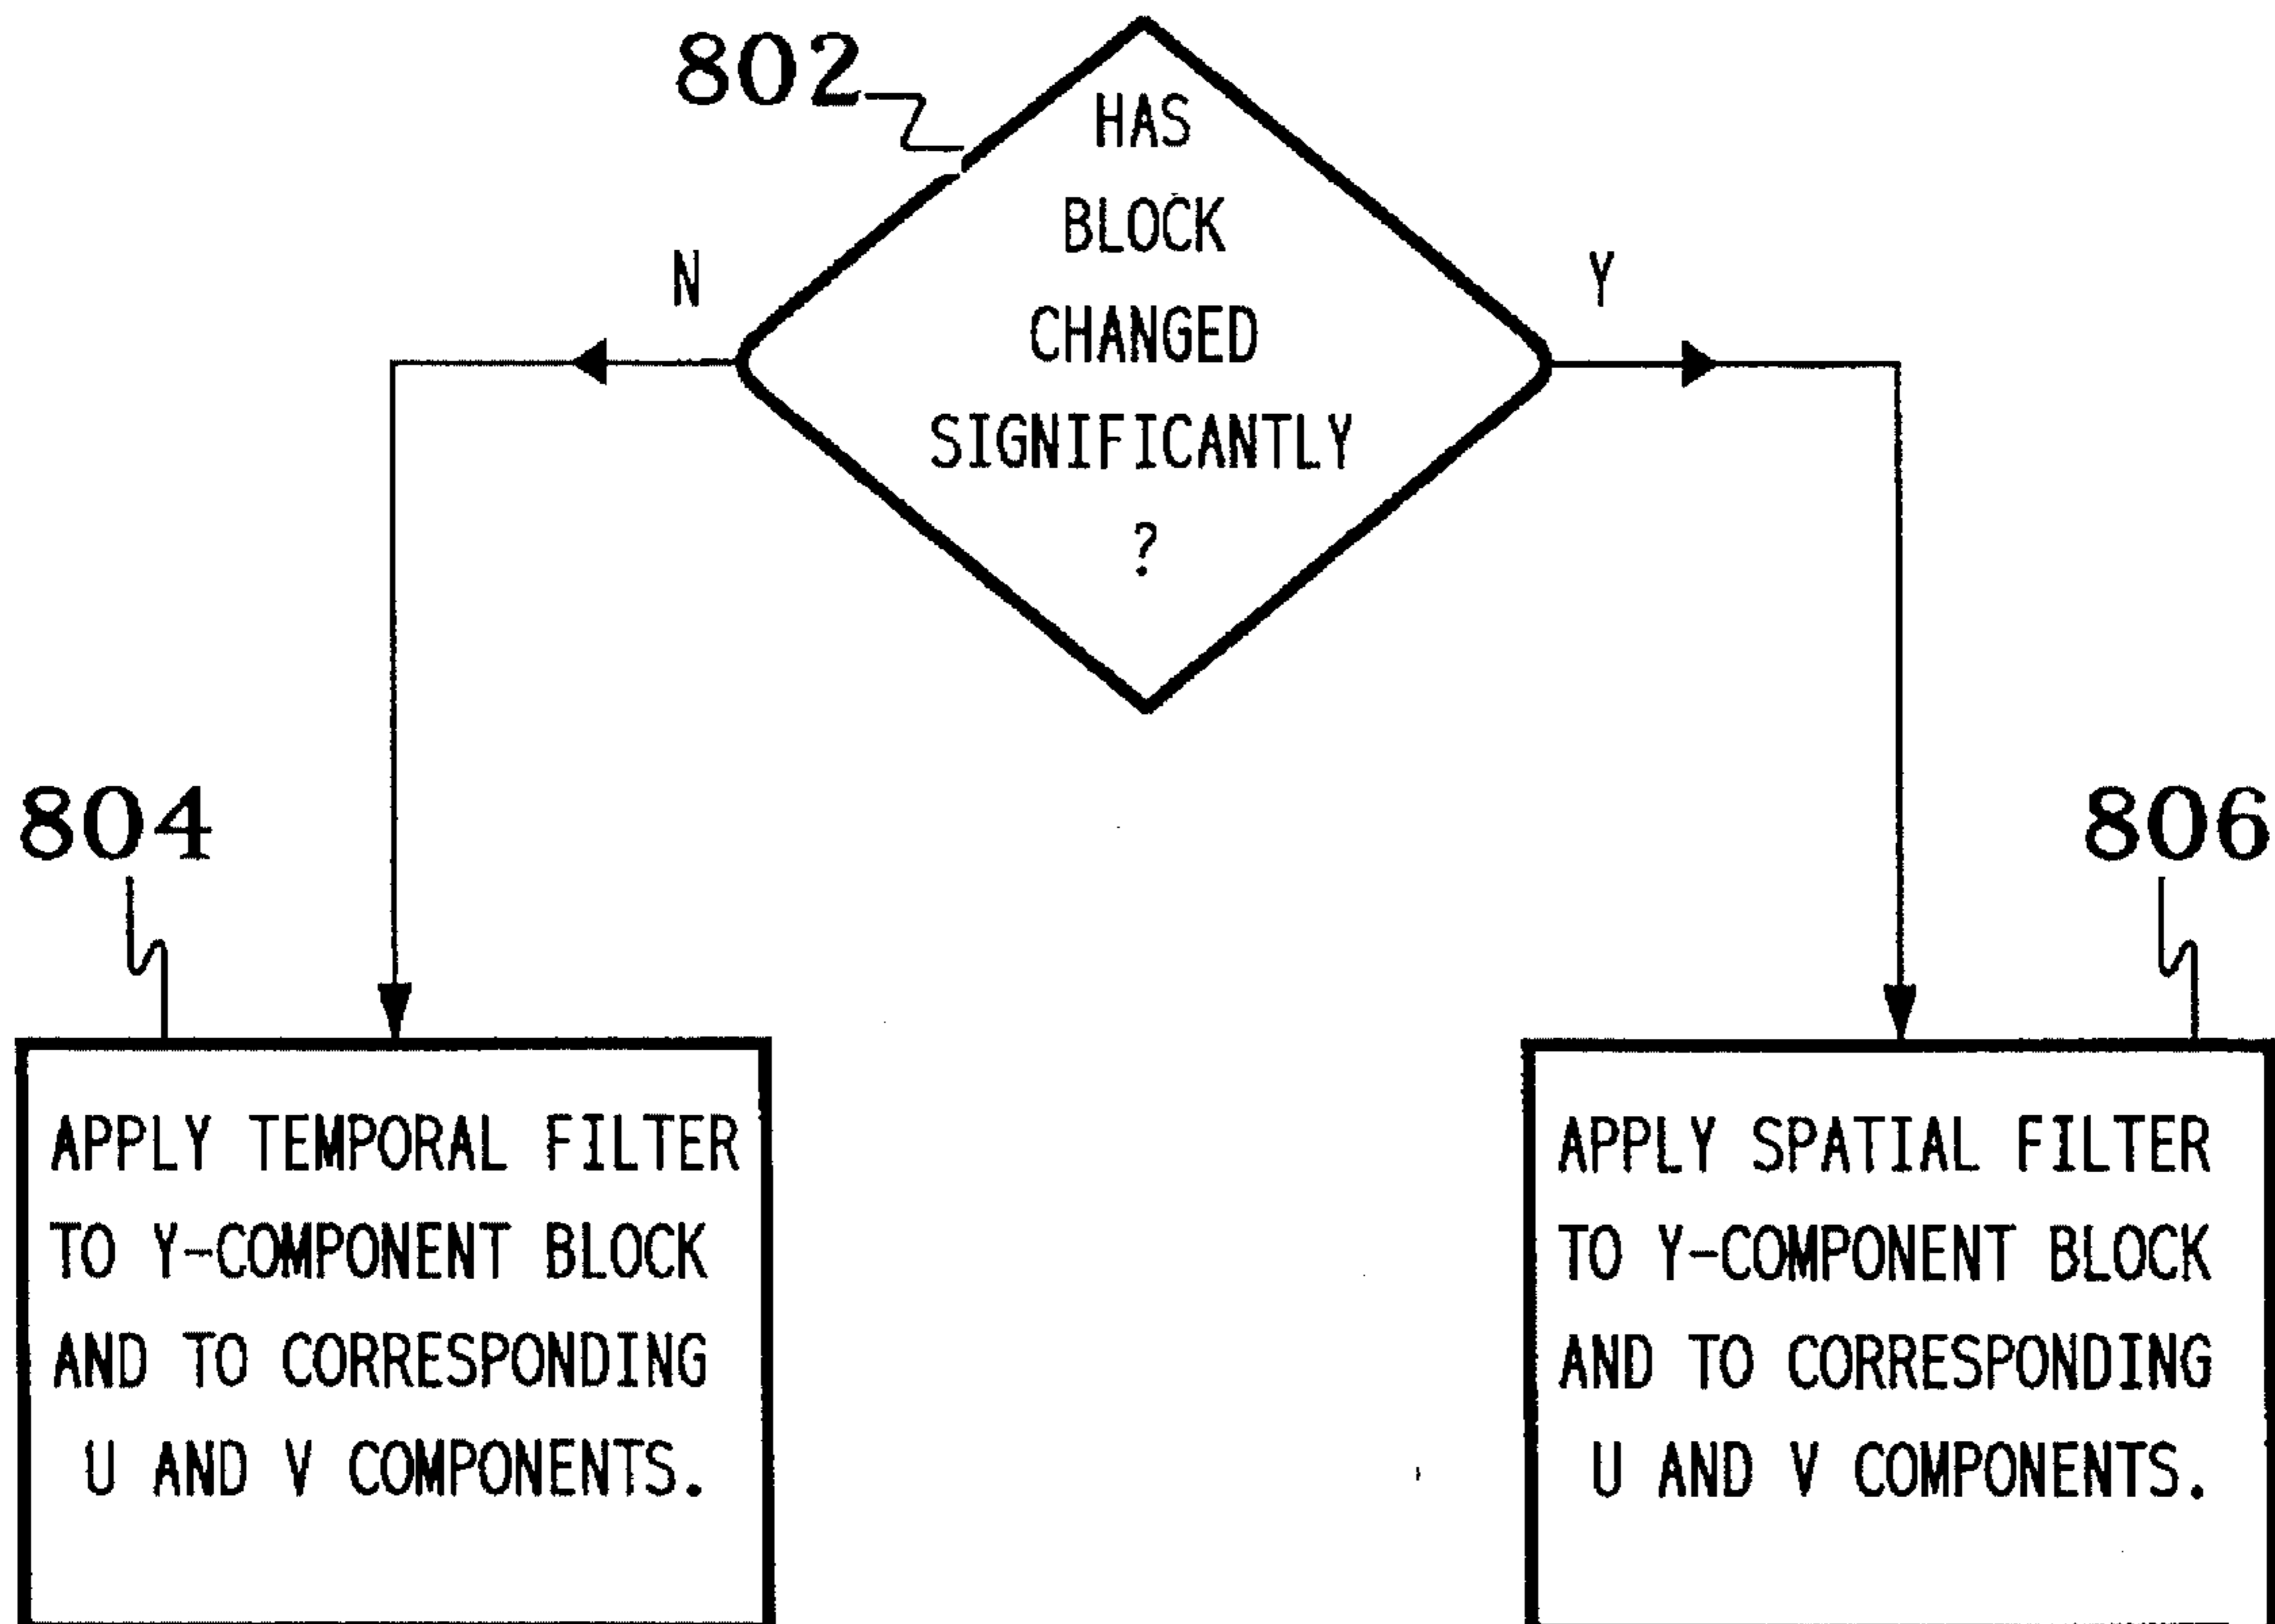 802
HAS
BLOCK
CHANGED
SIGNIFICANTLY
?
N
Y
804
806
APPLY TEMPORAL FILTER
TO Y-COMPONENT BLOCK
AND TO CORRESPONDING
U AND V COMPONENTS.
APPLY SPATIAL FILTER
TO Y-COMPONENT BLOCK
AND TO CORRESPONDING
U AND V COMPONENTS.